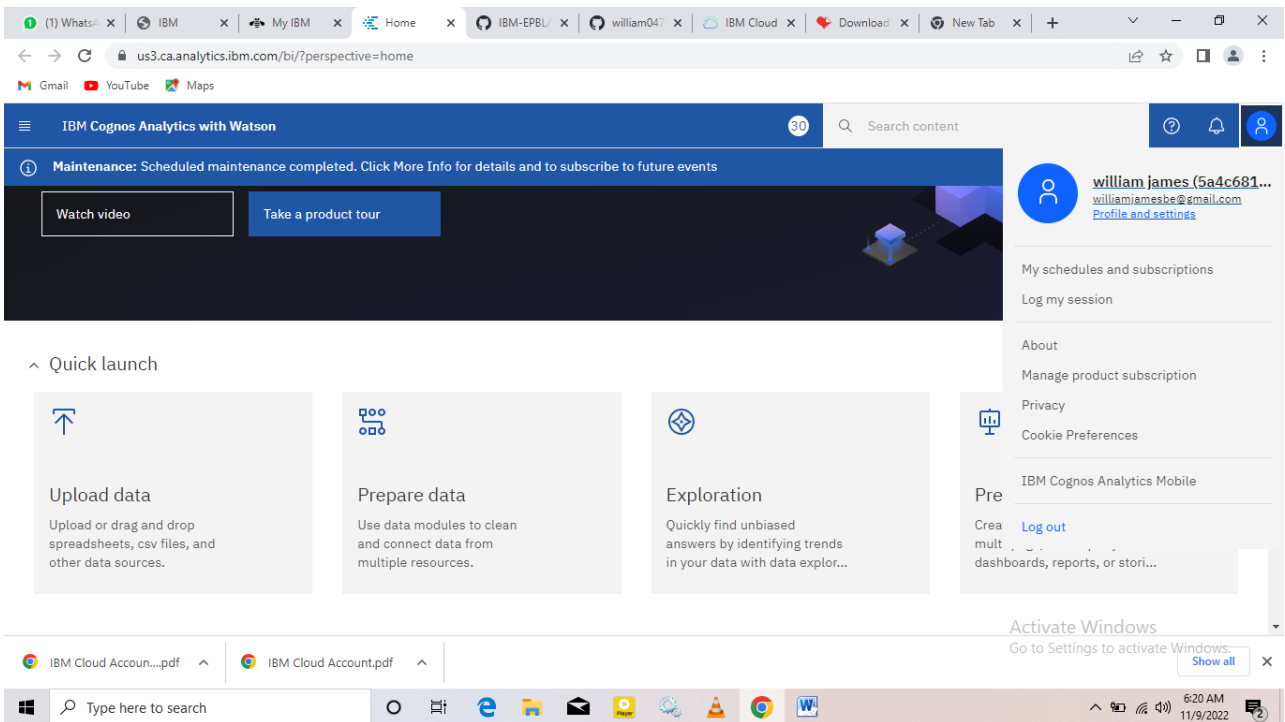 (1) WhatsA
IBM
My IBM
Home
IBM-EPBL/
william047
IBM Cloud
Download
New Tab
us3.ca.analytics.ibm.com/bi/?perspective=home
Gmail
YouTube
Maps
IBM Cognos Analytics with Watson
30
Search content
Maintenance: Scheduled maintenance completed. Click More Info for details and to subscribe to future events
Watch video
Take a product tour
william james (5a4c681...
williamjamesbe@gmail.com
Profile and settings
My schedules and subscriptions
Log my session
About
Manage product subscription
Privacy
Cookie Preferences
IBM Cognos Analytics Mobile
Log out
Quick launch
Upload data
Upload or drag and drop
spreadsheets, csv files, and
other data sources.
Prepare data
Use data modules to clean
and connect data from
multiple resources.
Exploration
Quickly find unbiased
answers by identifying trends
in your data with data explor...
Pre
Crea
mult
dashboards, reports, or stori...
Activate Windows
Go to Settings to activate Windows.
IBM Cloud Accoun....pdf
IBM Cloud Account.pdf
Show all
Type here to search
Player
6:20 AM
11/9/2022
2